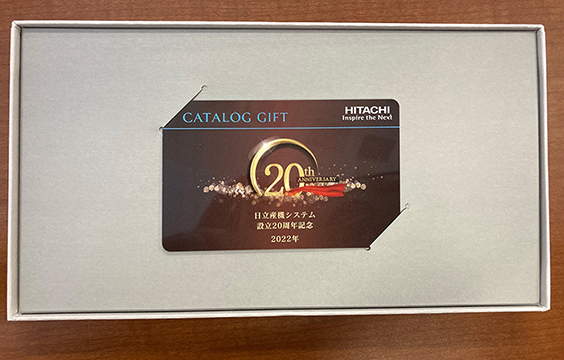 CATALOG GIFT
HITACHI
Inspire the Next
20th
ANNIVERSARY
日立産機システム
設立20周年記念
2022年